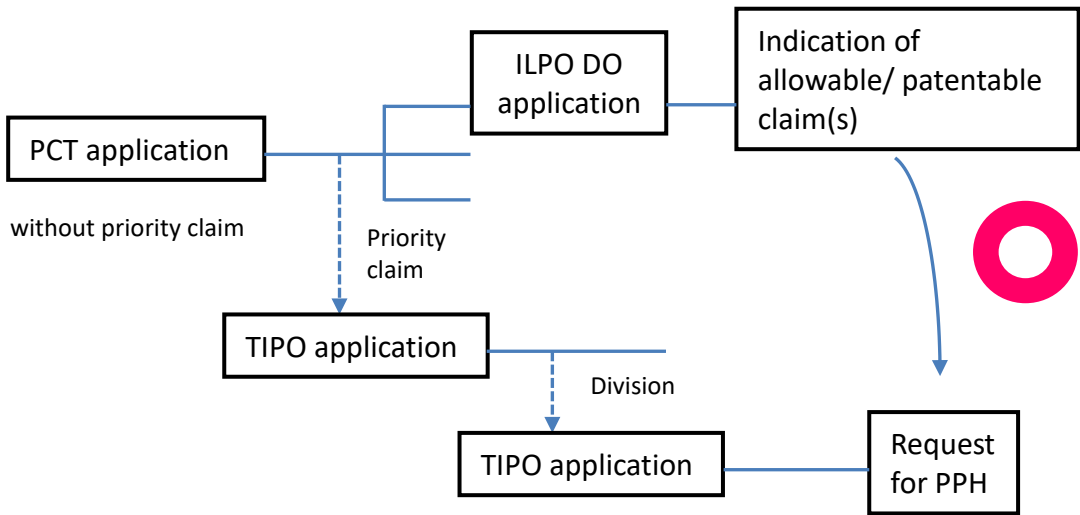 ILPO DO
application
Indication of
allowable/ patentable
claim(s)
PCT application
without priority claim
Priority
claim
TIPO application
Division
TIPO application
Request
for PPH